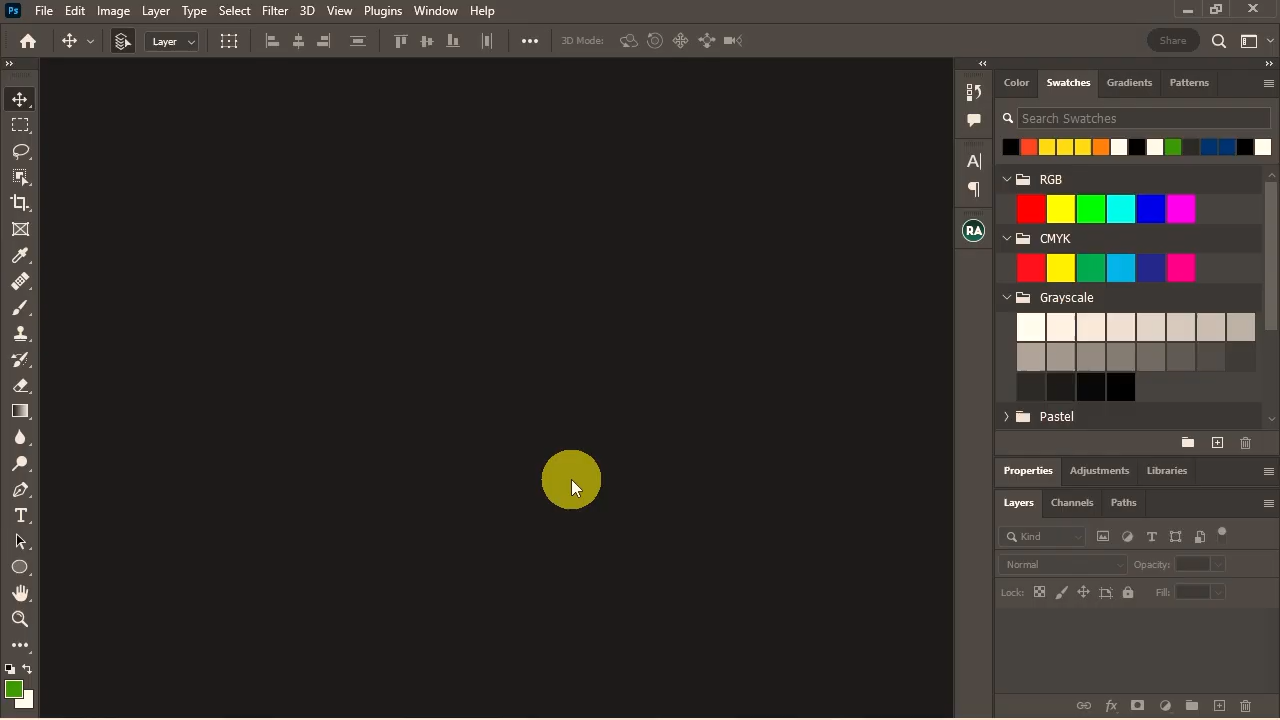 Ps File Edit Image Layer Type Select Filter 3D View Plugins Window Help
Layer 3D Mode: Share
Color Swatches Gradients Patterns
Search Swatches
RGB
CMYK
Grayscale
Pastel
A
RA
Properties Adjustments Libraries
Layers Channels Paths
Kind
Normal Opacity:
Lock: Fill: